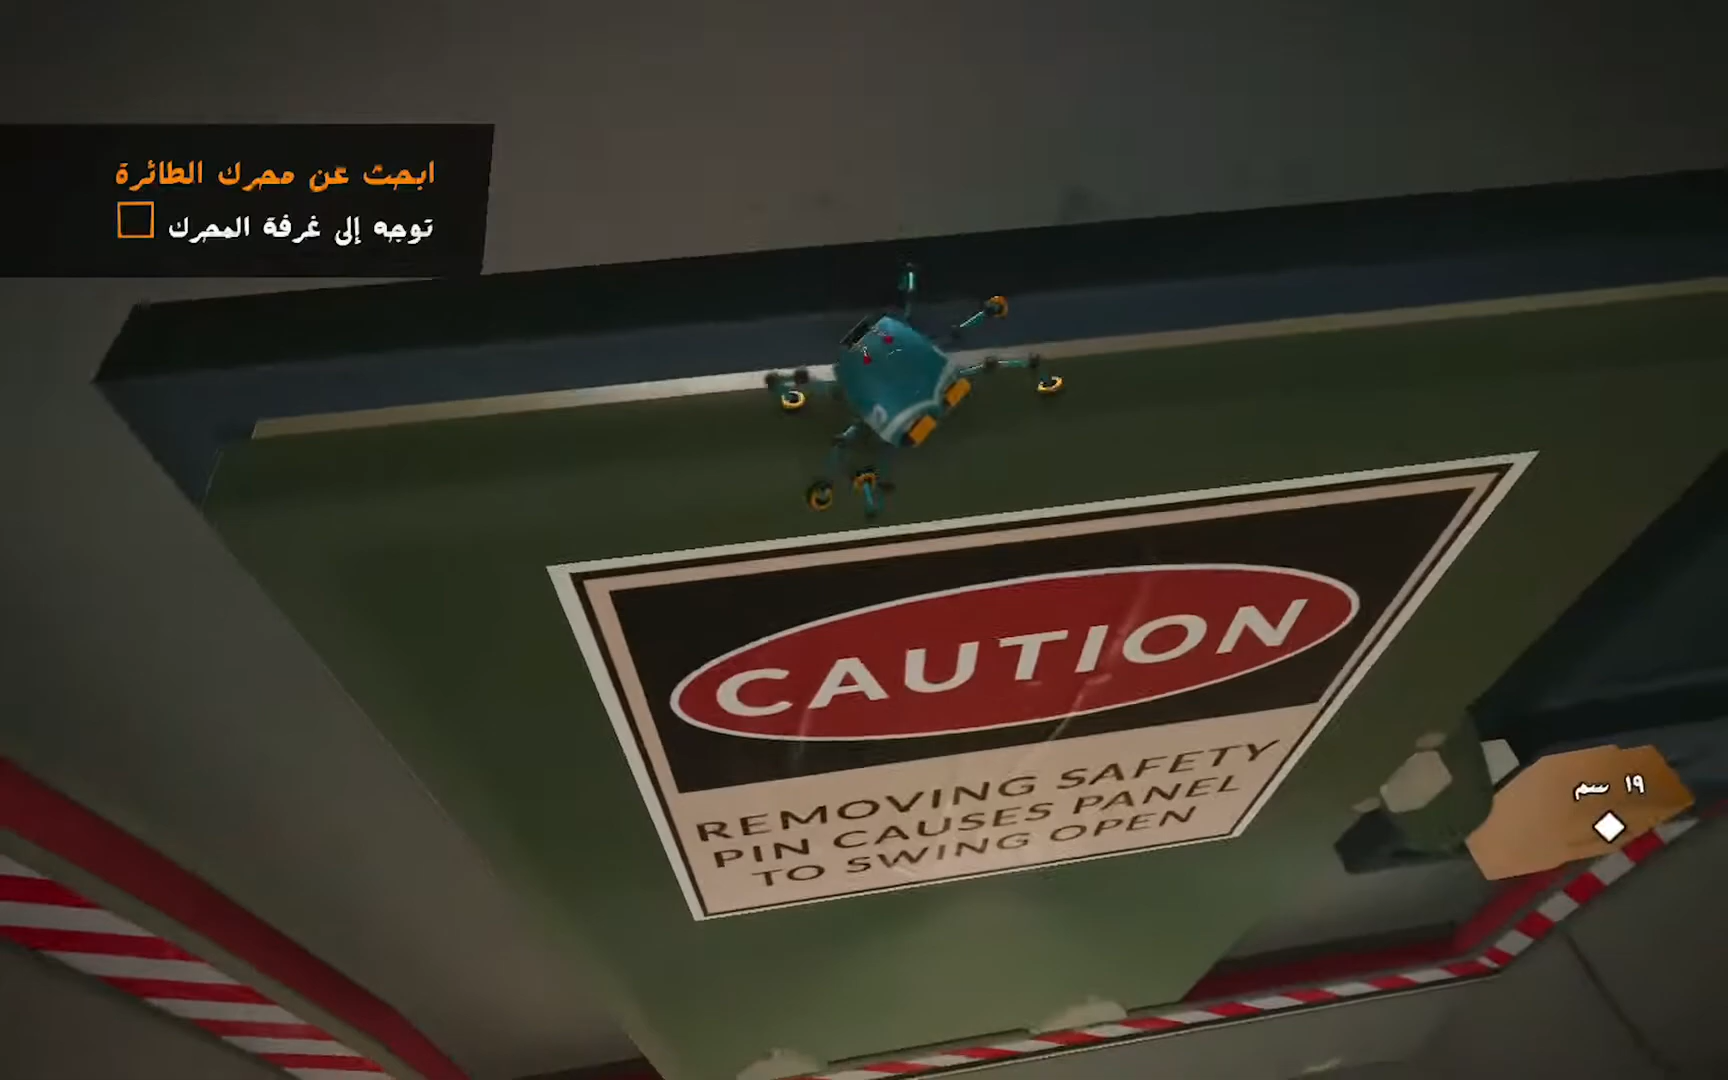 ابحث عن محرك الطائرة
توجه إلى غرفة المحرك
CAUTION
REMOVING SAFETY
PIN CAUSES PANEL
TO SWING OPEN
١٩ سم